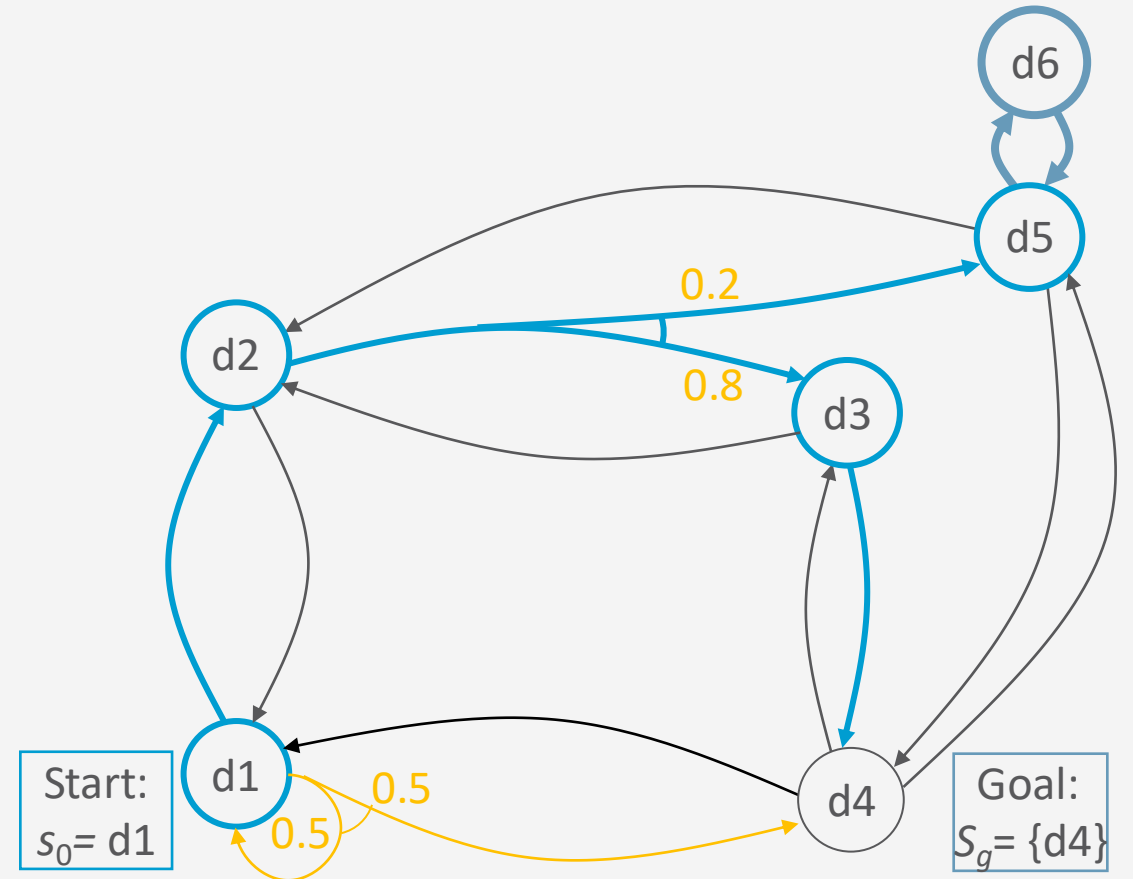 d6
d5
0.2
d2
0.8
d3
Start:
s₀= d1
d1
0.5
0.5
d4
Goal:
S_g= {d4}